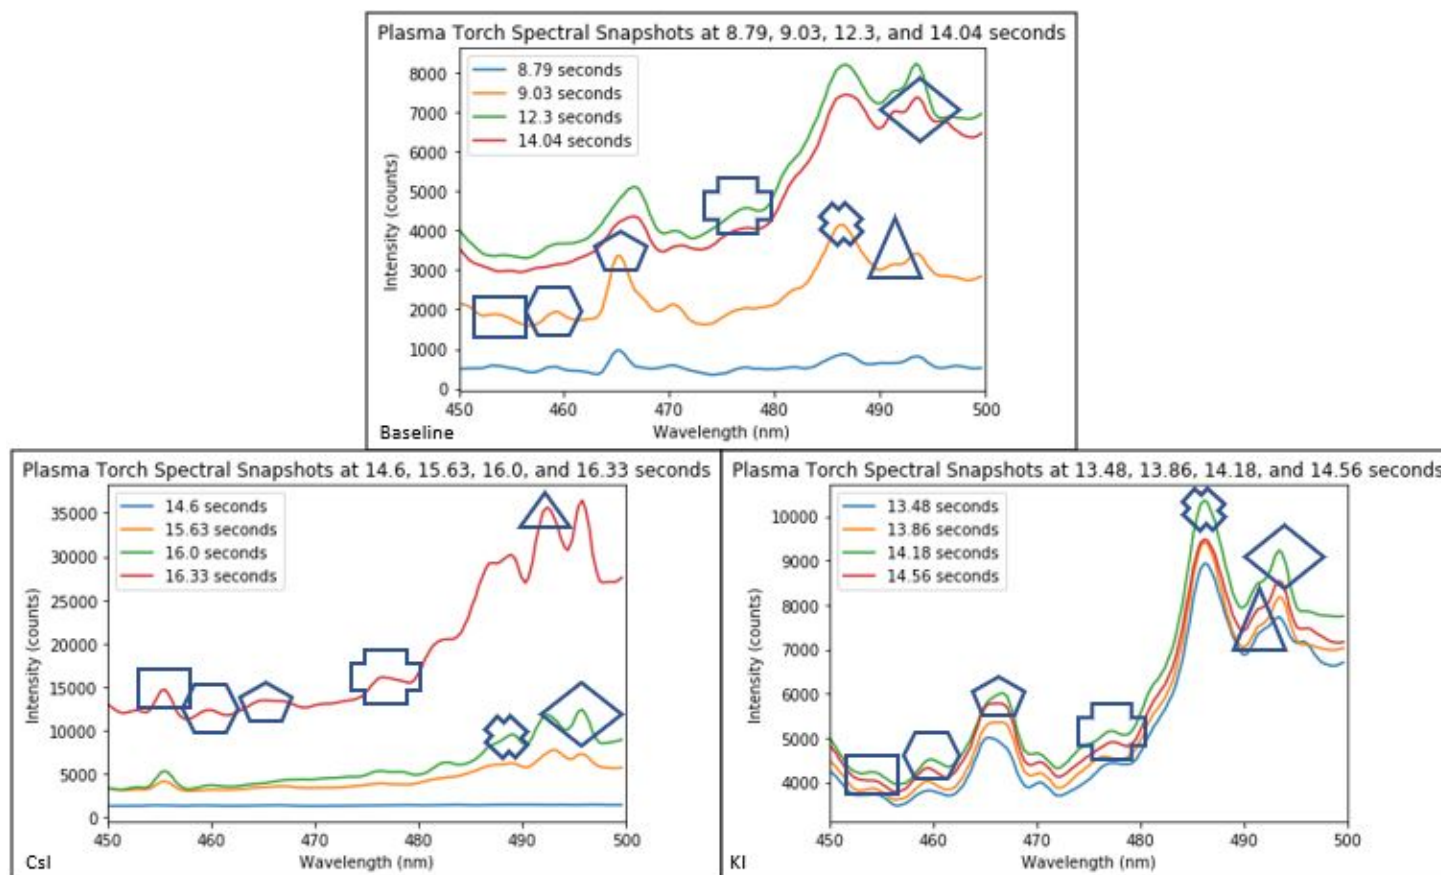 Plasma Torch Spectral Snapshots at 8.79, 9.03, 12.3, and 14.04 seconds
8.79 seconds
9.03 seconds
12.3 seconds
14.04 seconds
Intensity (counts)
8000
7000
6000
5000
4000
3000
2000
1000
0
450 460 470 480 490 500
Wavelength (nm)
Baseline
Plasma Torch Spectral Snapshots at 14.6, 15.63, 16.0, and 16.33 seconds
14.6 seconds
15.63 seconds
16.0 seconds
16.33 seconds
Intensity (counts)
35000
30000
25000
20000
15000
10000
5000
0
450 460 470 480 490 500
Wavelength (nm)
CsI
Plasma Torch Spectral Snapshots at 13.48, 13.86, 14.18, and 14.56 seconds
13.48 seconds
13.86 seconds
14.18 seconds
14.56 seconds
Intensity (counts)
10000
9000
8000
7000
6000
5000
4000
450 460 470 480 490 500
Wavelength (nm)
KI